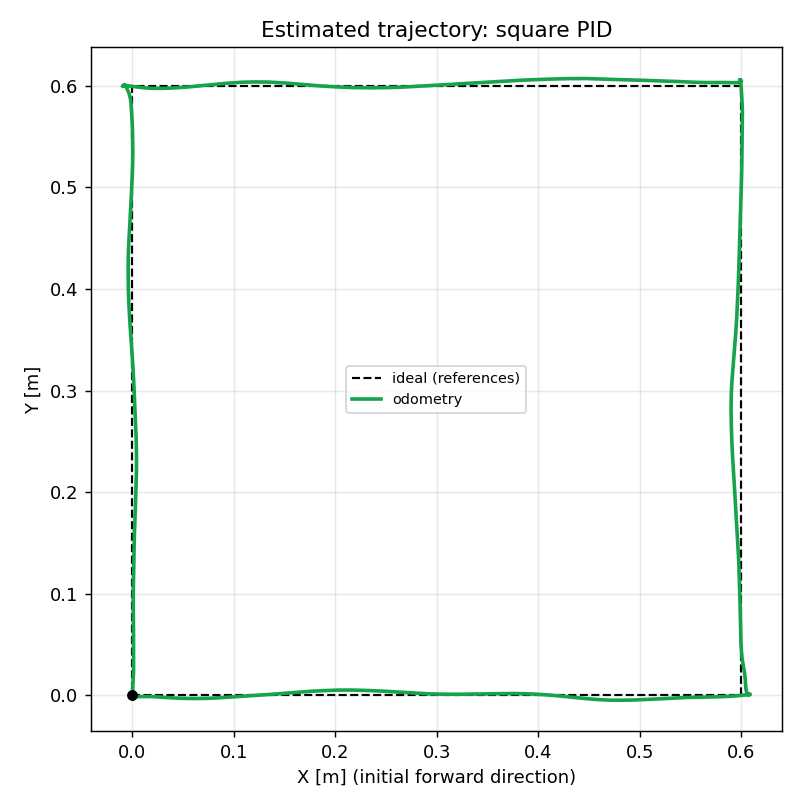 Estimated trajectory: square PID
0.6
0.5
0.4
0.3
0.2
0.1
0.0
Y [m]
ideal (references)
odometry
0.0 0.1 0.2 0.3 0.4 0.5 0.6
X [m] (initial forward direction)